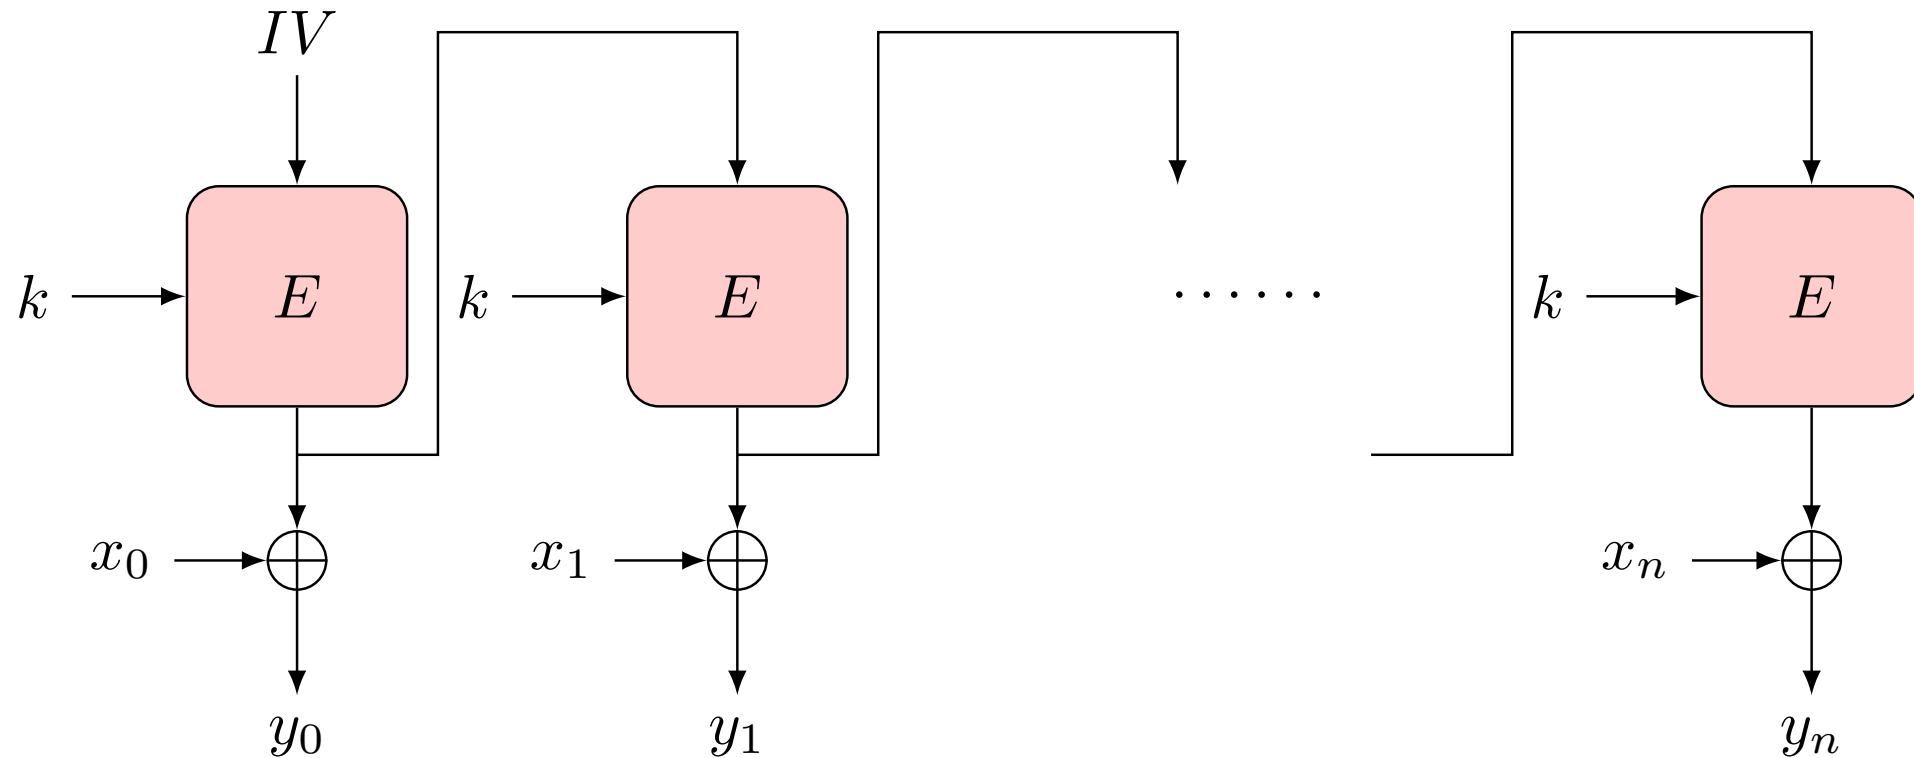 IV
k E k E ...... k E
x₀ x₁ xₙ
y₀ y₁ yₙ